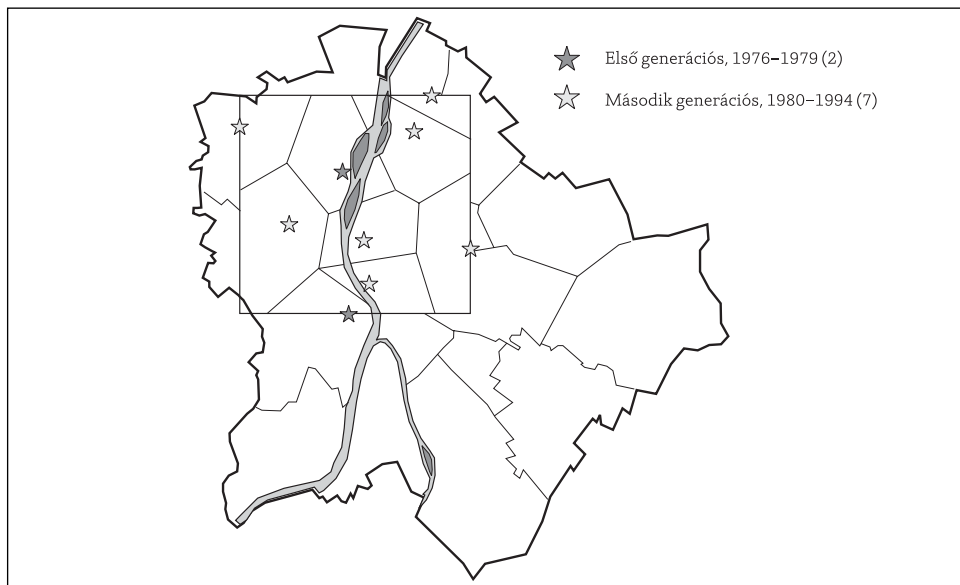 Első generációs, 1976–1979 (2)
Második generációs, 1980–1994 (7)